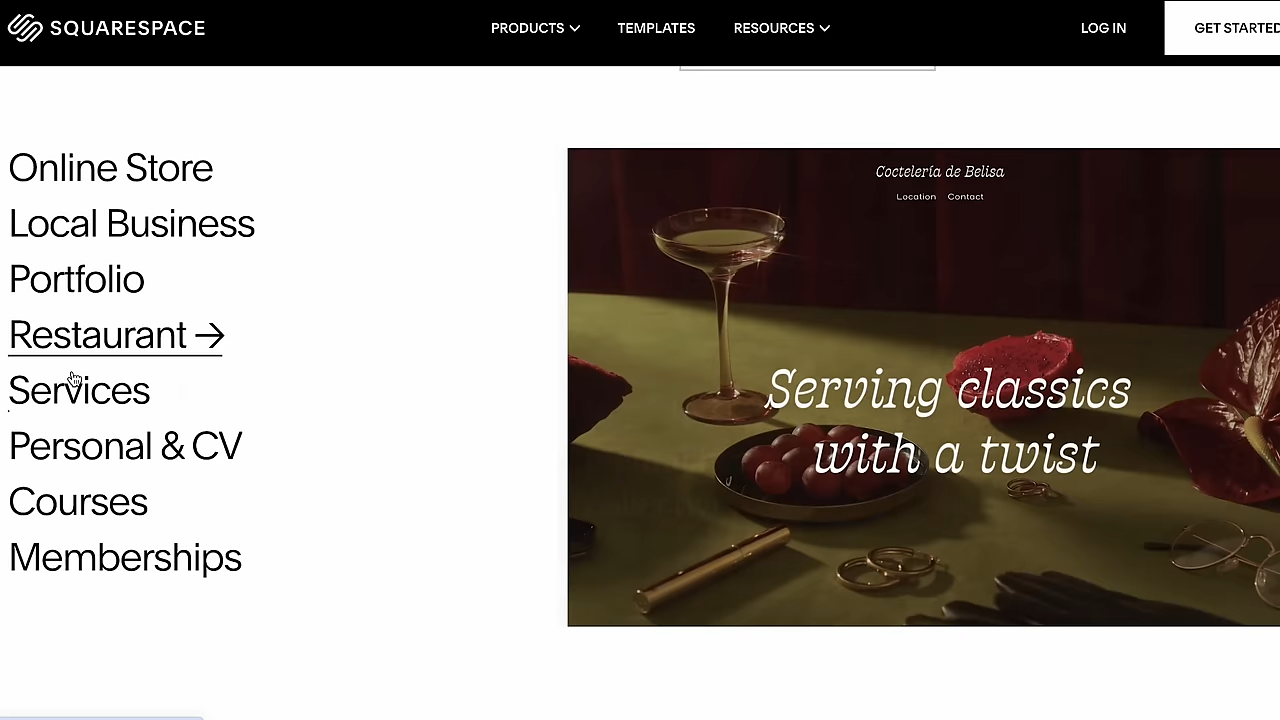 SQUARESPACE
PRODUCTS
TEMPLATES
RESOURCES
LOG IN
GET STARTED
Online Store
Local Business
Portfolio
Restaurant →
Services
Personal & CV
Courses
Memberships
Coctelería de Belisa
Location Contact
Serving classics
with a twist